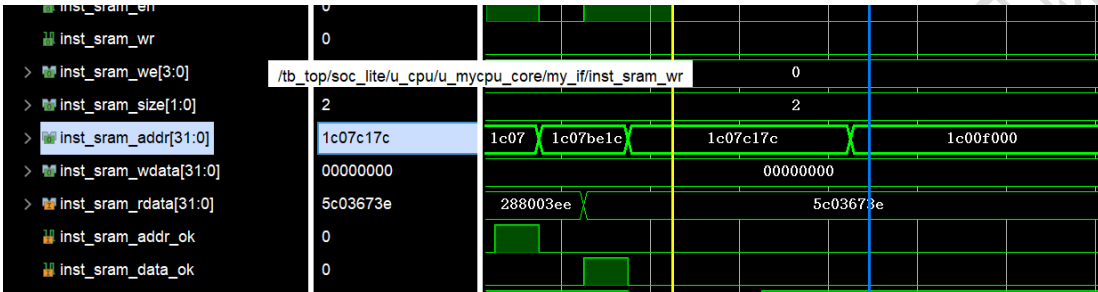 inst_sram_en 0
inst_sram_wr 0
> inst_sram_we[3:0] 0
/tb_top/soc_lite/u_cpu/u_mycpu_core/my_if/inst_sram_wr
> inst_sram_size[1:0] 2 2
> inst_sram_addr[31:0] 1c07c17c 1c07 1c07be1c 1c07c17c 1c00f000
> inst_sram_wdata[31:0] 00000000 00000000
> inst_sram_rdata[31:0] 5c03673e 288003ee 5c03673e
inst_sram_addr_ok 0
inst_sram_data_ok 0